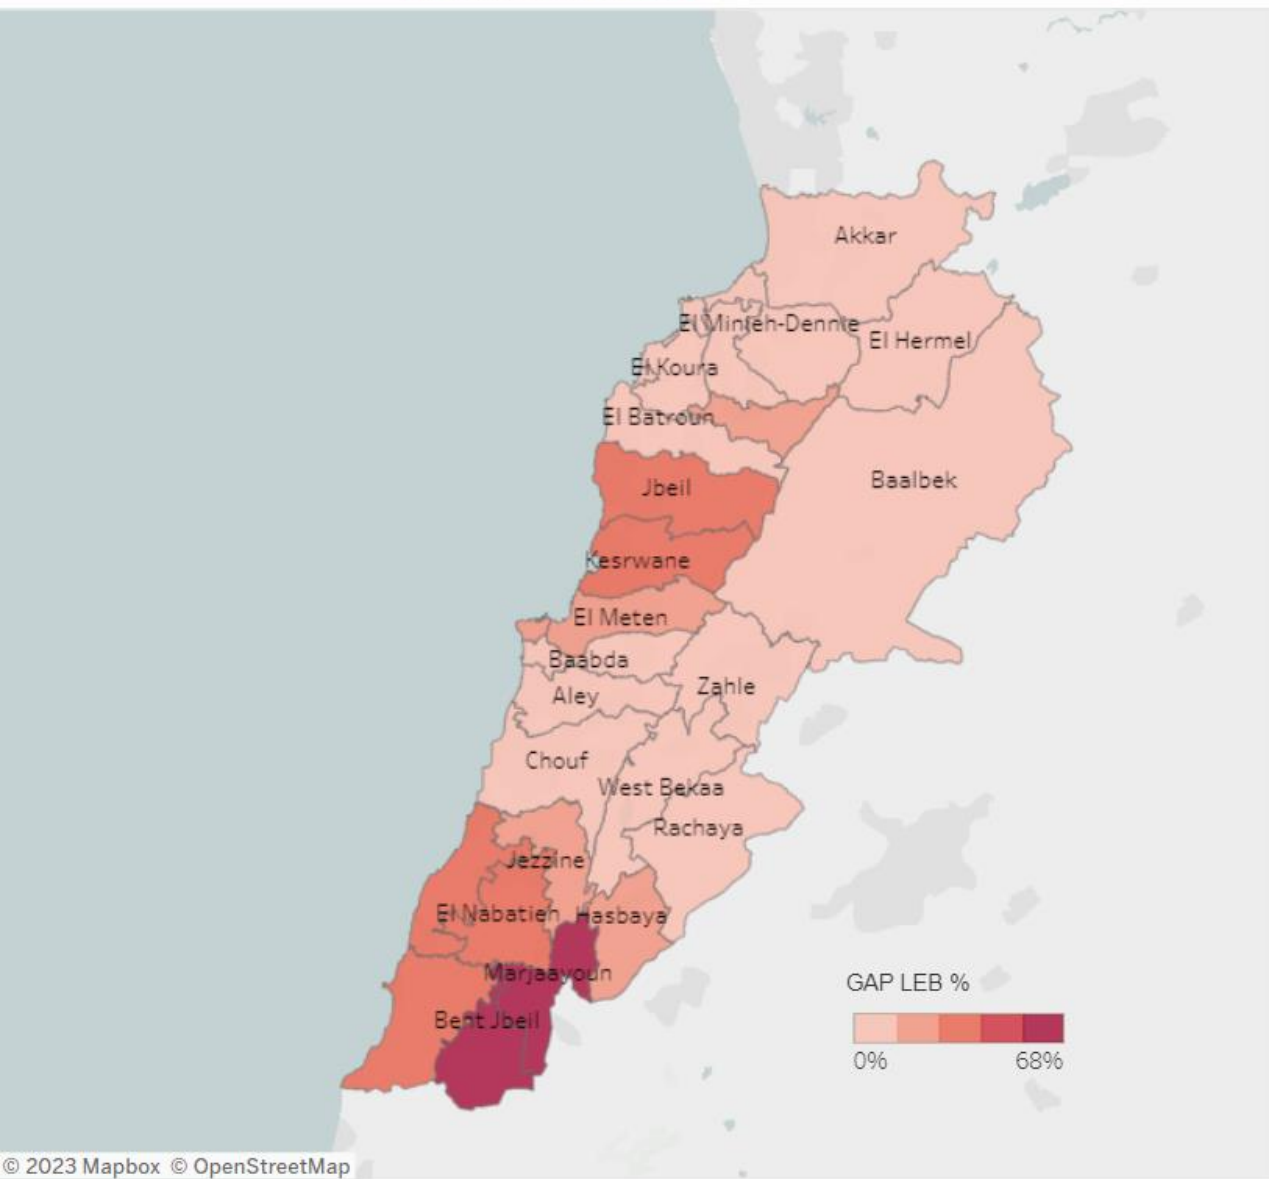 Akkar
El Minieh-Dennie
El Hermel
El Koura
El Batroun
Baalbek
Jbeil
Kesrwane
El Meten
Baabda
Zahle
Aley
Chouf
West Bekaa
Rachaya
Jezzine
El Nabatieh
Hasbaya
Marjaayoun
Bent Jbeil
GAP LEB %
0%
68%
© 2023 Mapbox © OpenStreetMap